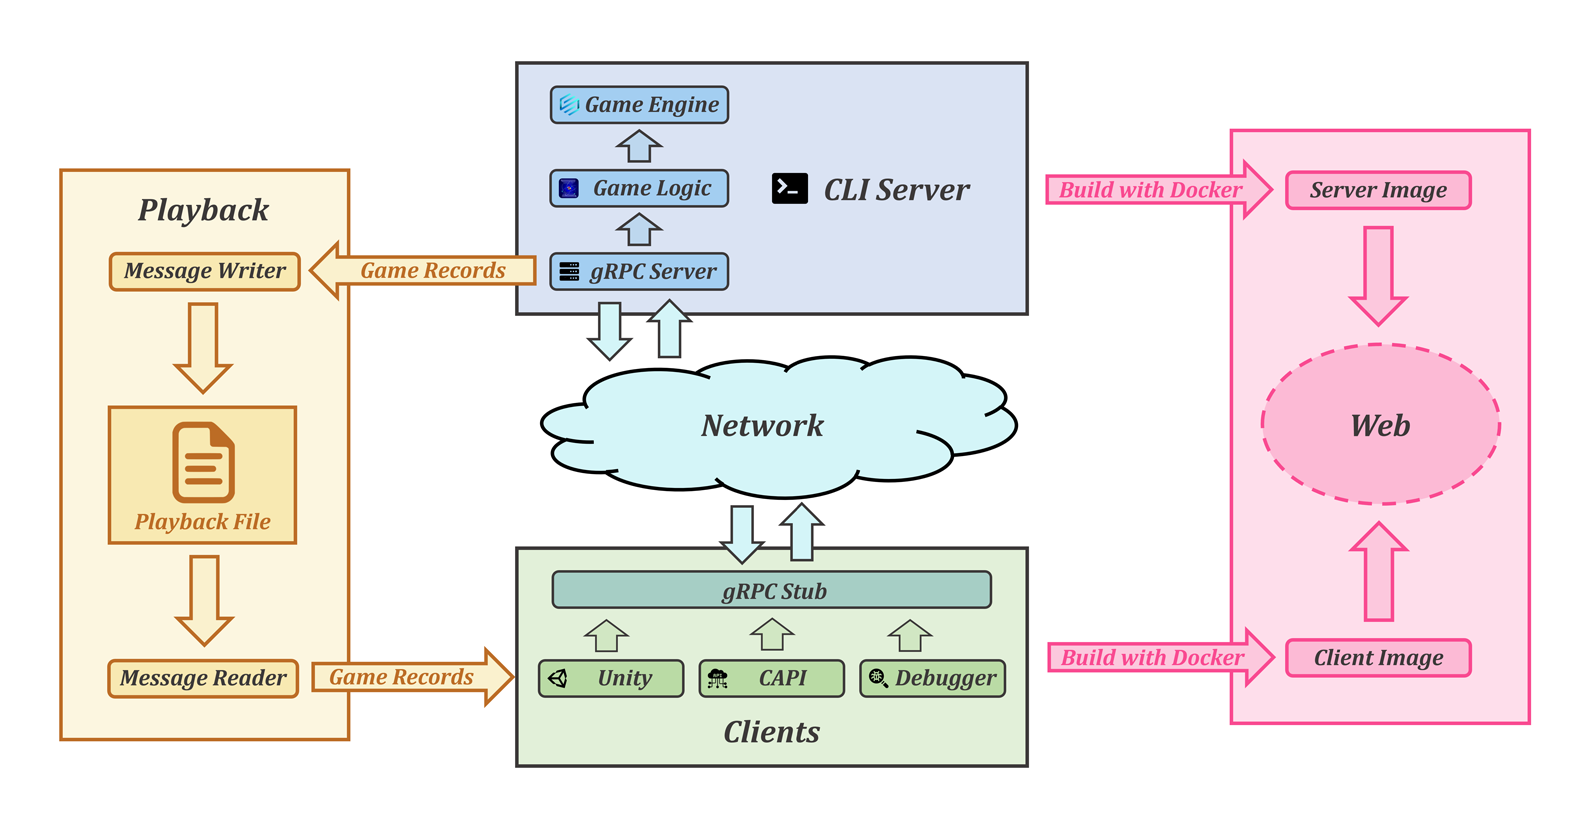 Playback
Message Writer
Playback File
Message Reader
Game Records
Game Records
Game Engine
Game Logic
gRPC Server
CLI Server
Network
gRPC Stub
Unity
API
CAPI
Debugger
Clients
Build with Docker
Build with Docker
Server Image
Web
Client Image